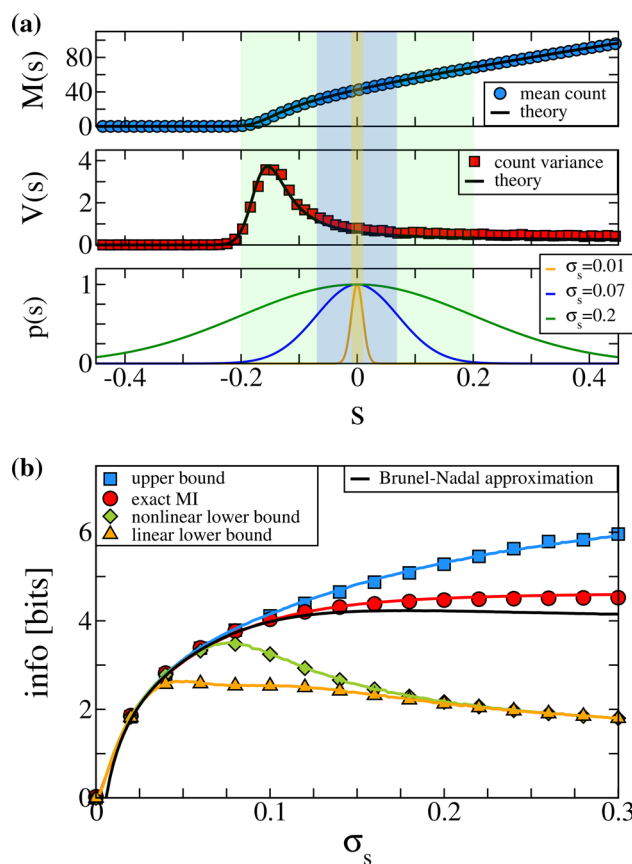 (a)
M(s)
80
40
0
mean count
theory
V(s)
4
2
0
count variance
theory
p(s)
1
0
σs=0.01
σs=0.07
σs=0.2
-0.4 -0.2 0 0.2 0.4
s
(b)
upper bound
exact MI
nonlinear lower bound
linear lower bound
Brunel-Nadal approximation
info [bits]
6
4
2
0
0 0.1 0.2 0.3
σs